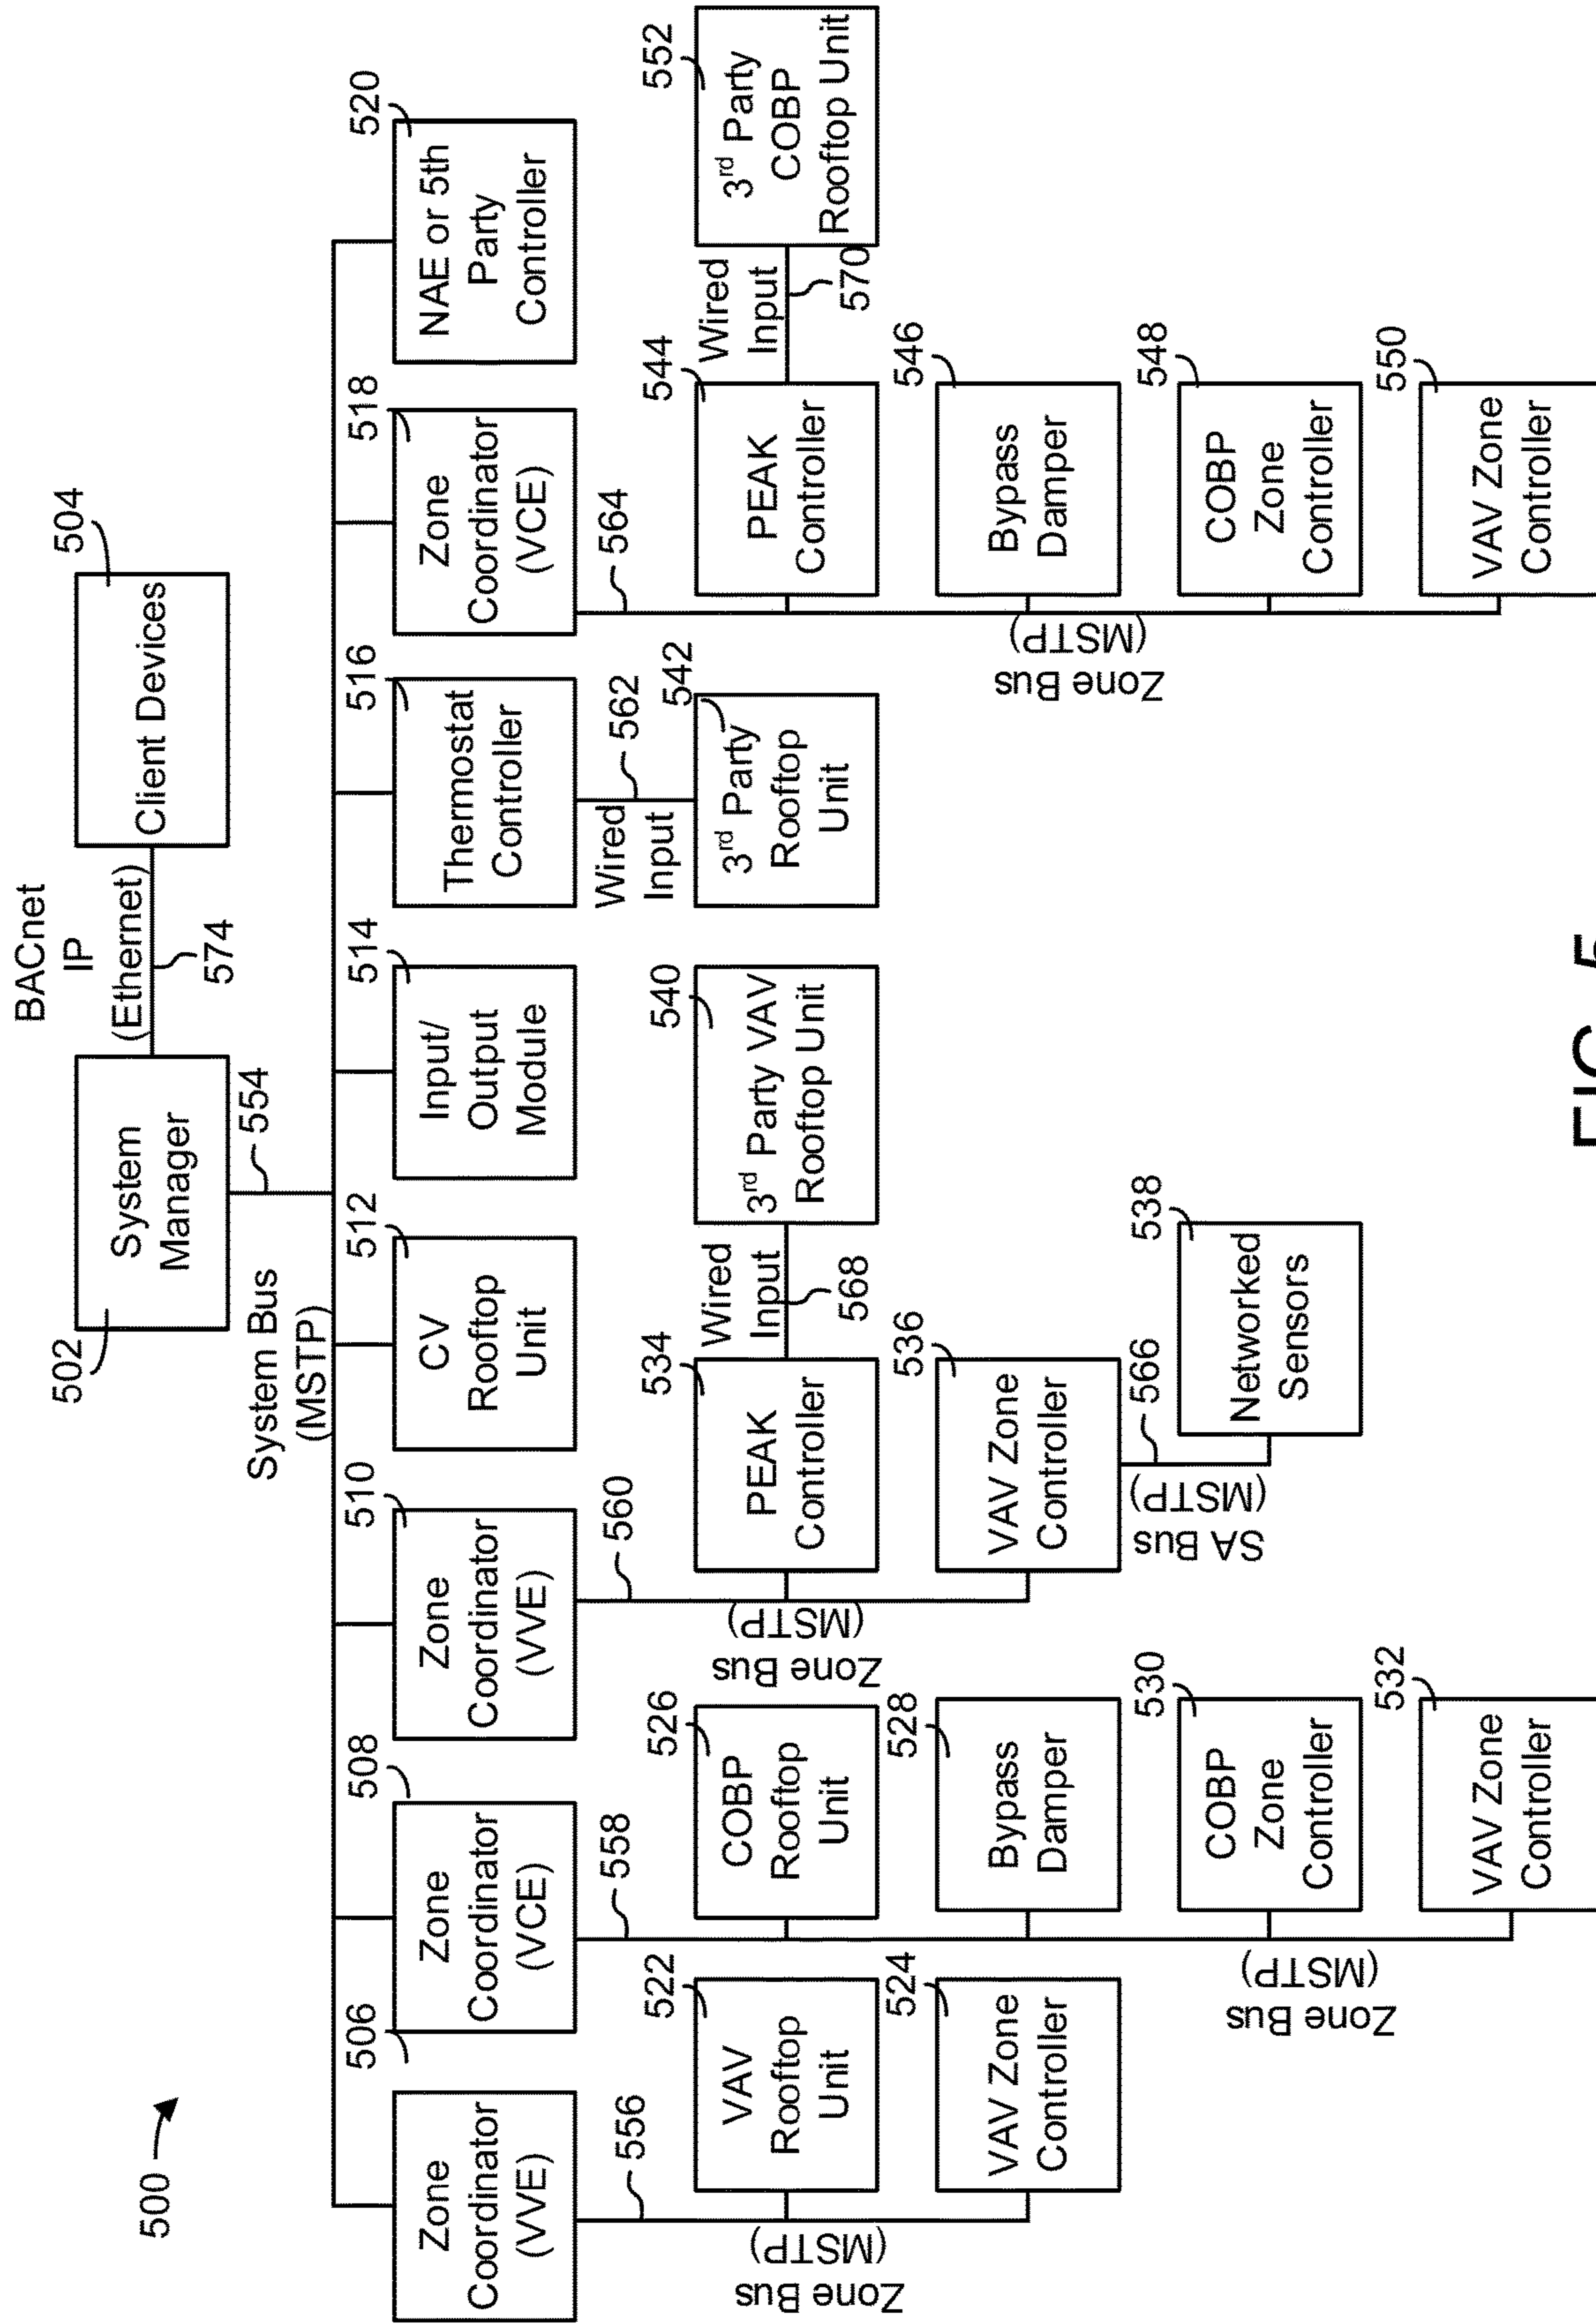 500
BACnet
IP
(Ethernet)
574
502
System
Manager
504
Client Devices
554
System Bus
(MSTP)
506
Zone
Coordinator
(VVE)
508
Zone
Coordinator
(VCE)
510
Zone
Coordinator
(VVE)
512
CV
Rooftop
Unit
514
Input/
Output
Module
516
Thermostat
Controller
518
Zone
Coordinator
(VCE)
520
NAE or 5th
Party
Controller
556
Zone Bus
(MSTP)
522
VAV
Rooftop
Unit
524
VAV Zone
Controller
558
Zone Bus
(MSTP)
526
COBP
Rooftop
Unit
528
Bypass
Damper
530
COBP
Zone
Controller
532
VAV Zone
Controller
560
Zone Bus
(MSTP)
534
PEAK
Controller
Wired
Input
568
540
3rd Party VAV
Rooftop Unit
536
VAV Zone
Controller
566
SA Bus
(MSTP)
538
Networked
Sensors
562
Wired
Input
542
3rd Party
Rooftop
Unit
564
Zone Bus
(MSTP)
544
PEAK
Controller
Wired
Input
570
552
3rd Party
COBP
Rooftop Unit
546
Bypass
Damper
548
COBP
Zone
Controller
550
VAV Zone
Controller
FIG. 5